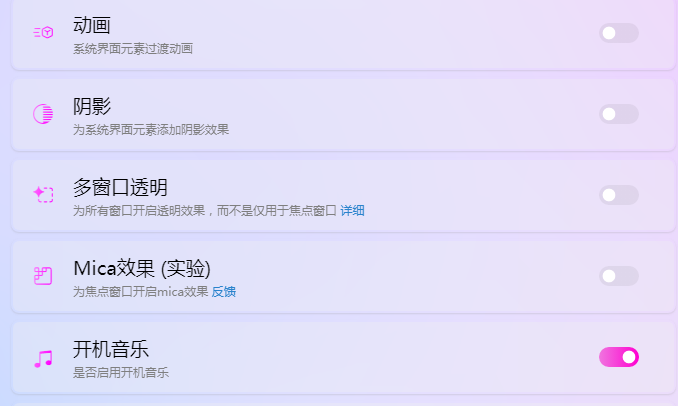 动画
系统界面元素过渡动画
阴影
为系统界面元素添加阴影效果
多窗口透明
为所有窗口开启透明效果，而不是仅用于焦点窗口 详细
Mica效果 (实验)
为焦点窗口开启mica效果 反馈
开机音乐
是否启用开机音乐